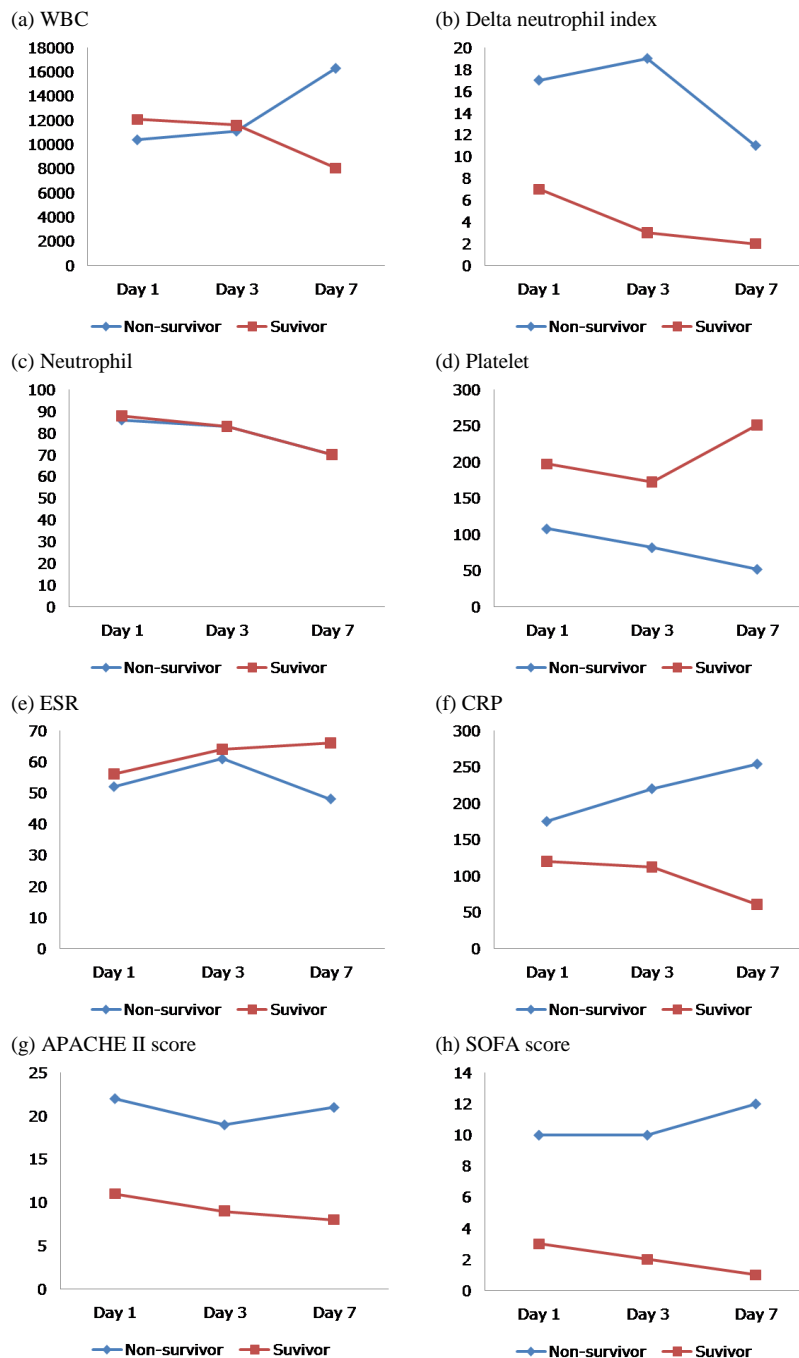 (a) WBC
18000
16000
14000
12000
10000
8000
6000
4000
2000
0
Day 1 Day 3 Day 7
Non-survivor Suvivor
(b) Delta neutrophil index
20
18
16
14
12
10
8
6
4
2
0
Day 1 Day 3 Day 7
Non-survivor Suvivor
(c) Neutrophil
100
90
80
70
60
50
40
30
20
10
0
Day 1 Day 3 Day 7
Non-survivor Suvivor
(d) Platelet
300
250
200
150
100
50
0
Day 1 Day 3 Day 7
Non-survivor Suvivor
(e) ESR
70
60
50
40
30
20
10
0
Day 1 Day 3 Day 7
Non-survivor Suvivor
(f) CRP
300
250
200
150
100
50
0
Day 1 Day 3 Day 7
Non-survivor Suvivor
(g) APACHE II score
25
20
15
10
5
0
Day 1 Day 3 Day 7
Non-survivor Suvivor
(h) SOFA score
14
12
10
8
6
4
2
0
Day 1 Day 3 Day 7
Non-survivor Suvivor